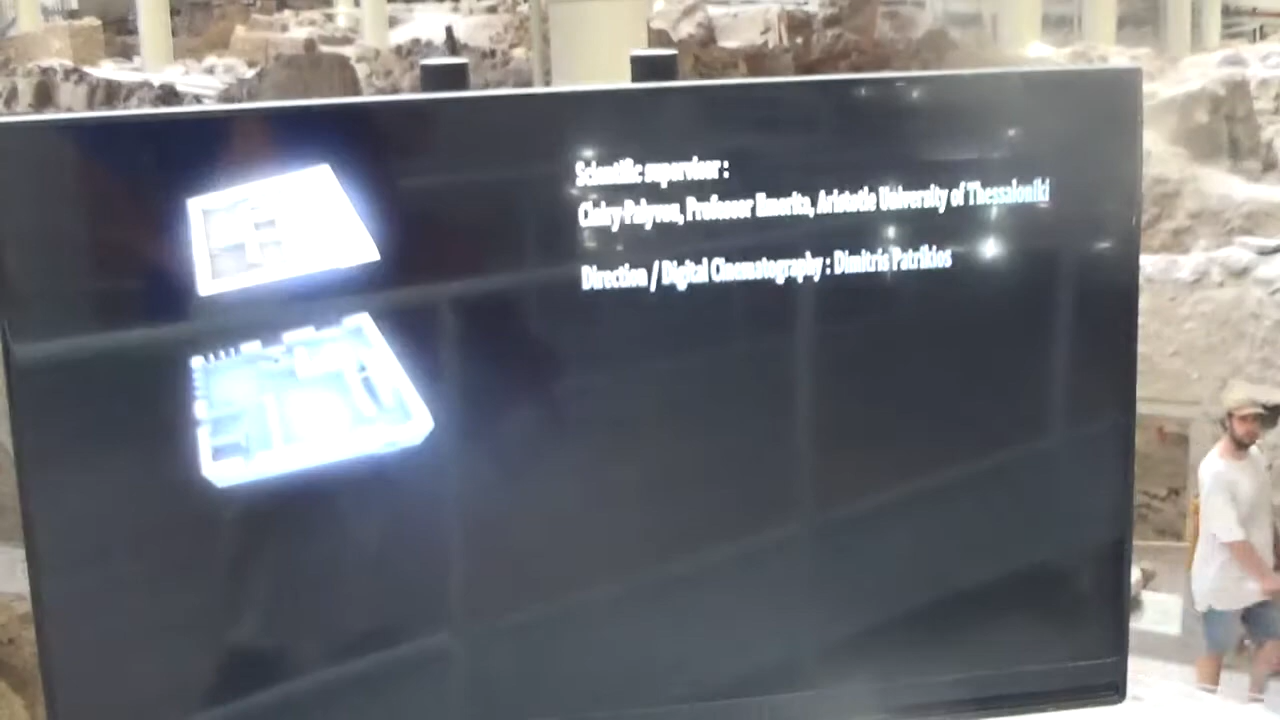 Scientific supervisor :
Clairy Palyvou, Professor Emerita, Aristotle University of Thessaloniki
Direction / Digital Cinematography : Dimitris Patrikios